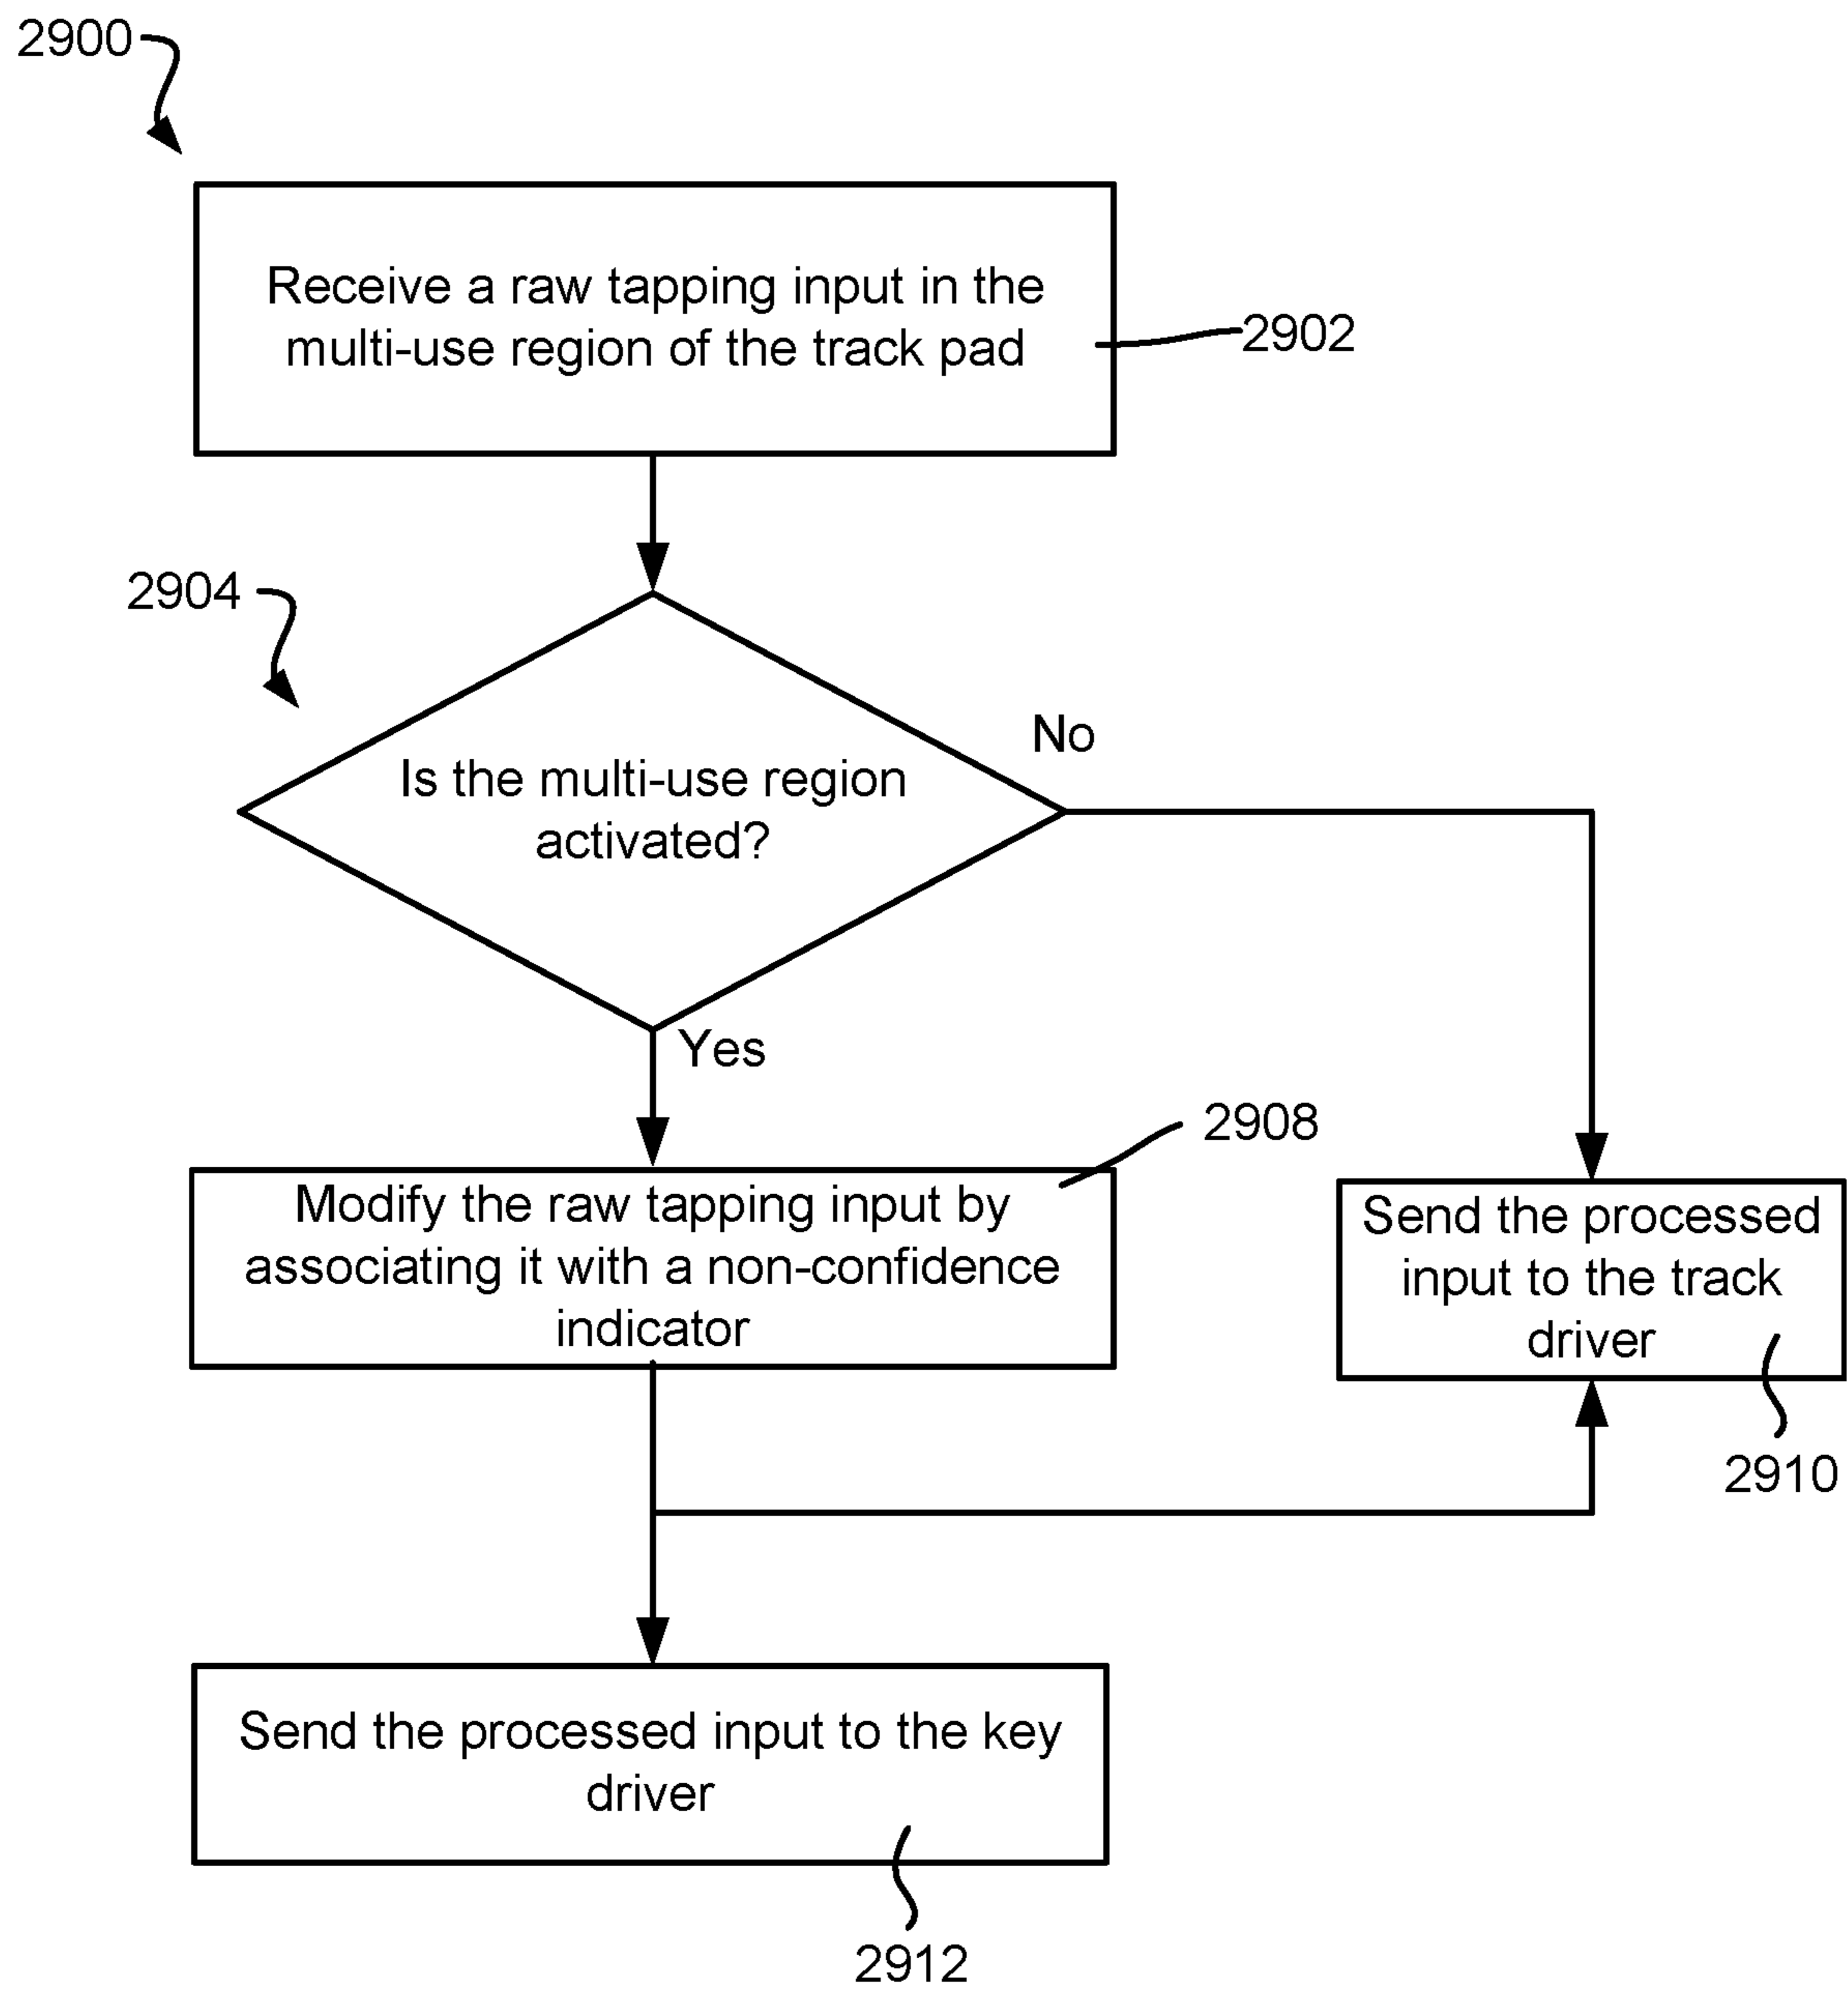 2900
Receive a raw tapping input in the
multi-use region of the track pad
2902
2904
No
Is the multi-use region
activated?
Yes
2908
Modify the raw tapping input by
associating it with a non-confidence
indicator
Send the processed
input to the track
driver
2910
Send the processed input to the key
driver
2912